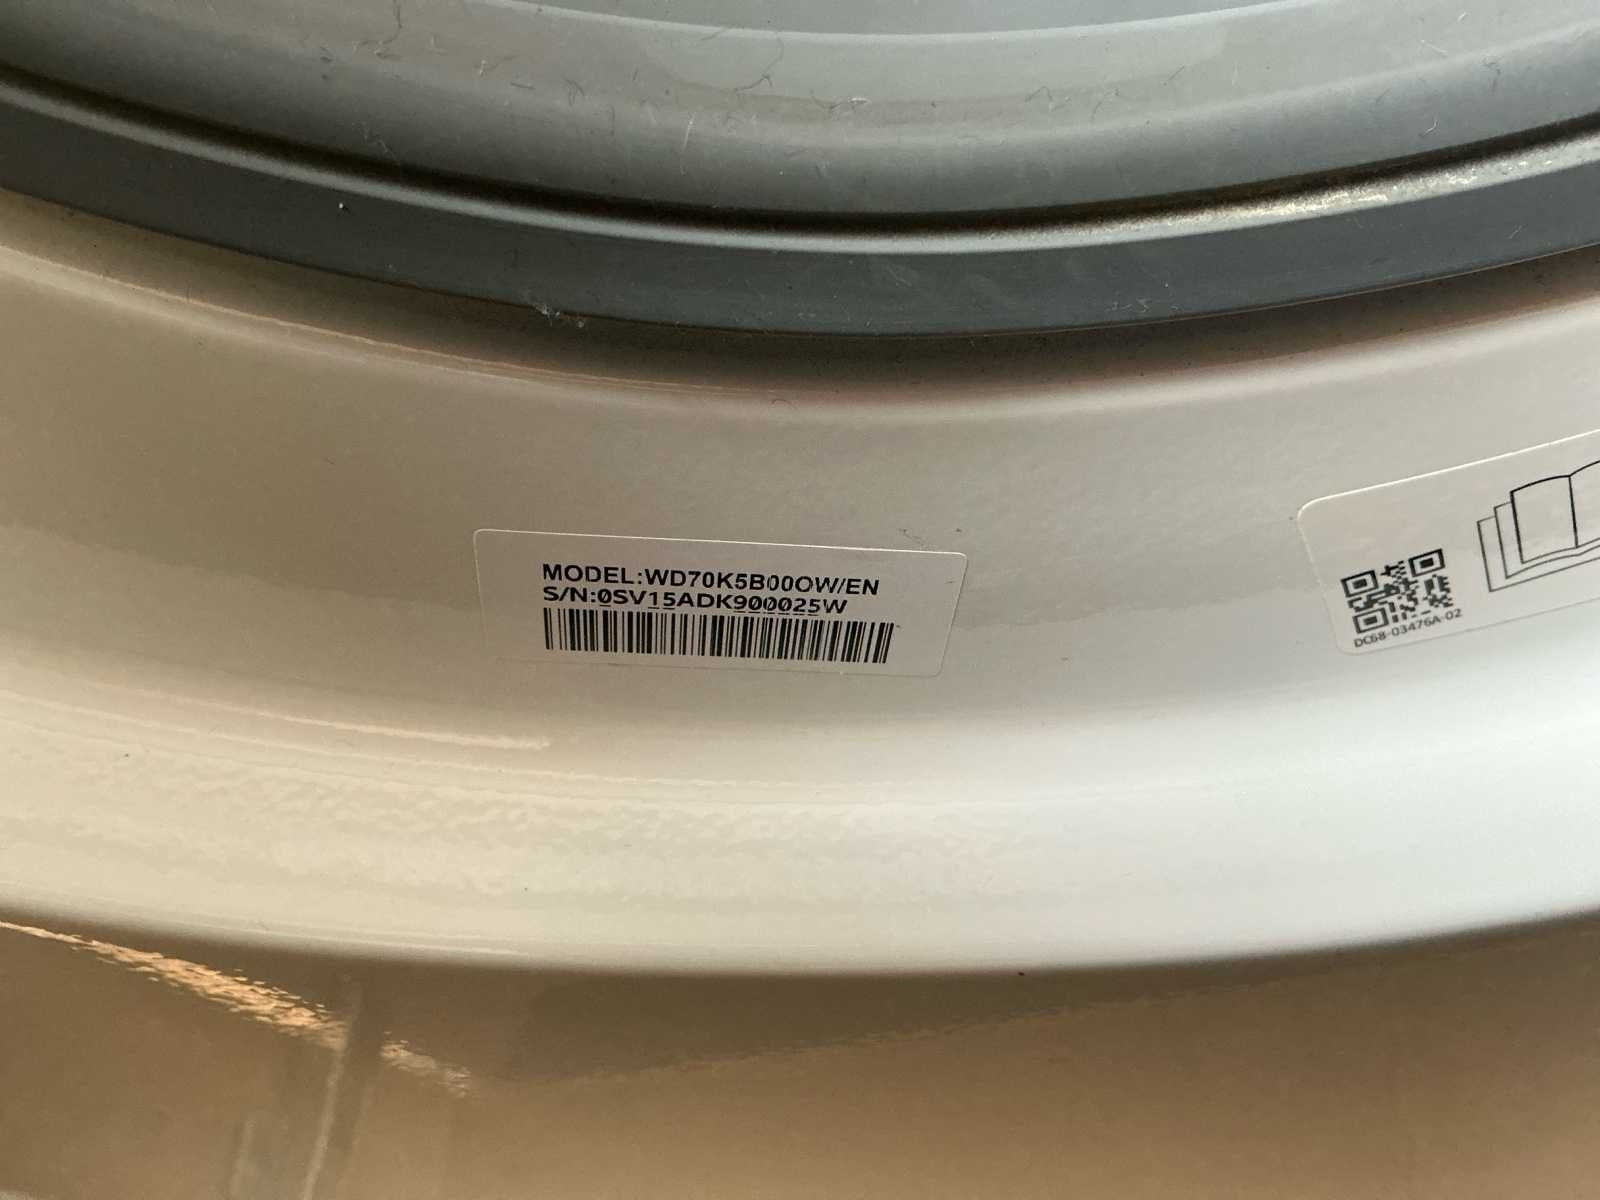 MODEL:WD70K5B00OW/EN
S/N:0SV15ADK900025W
DC68-03476A-02